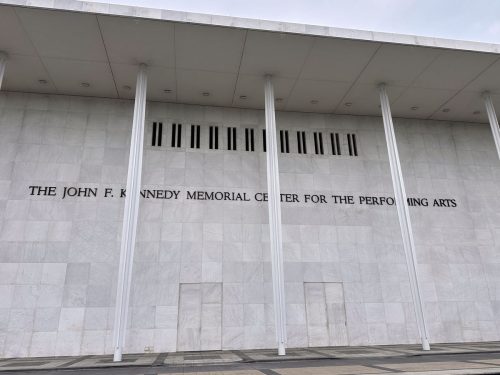 THE JOHN F. KENNEDY MEMORIAL CENTER FOR THE PERFORMING ARTS